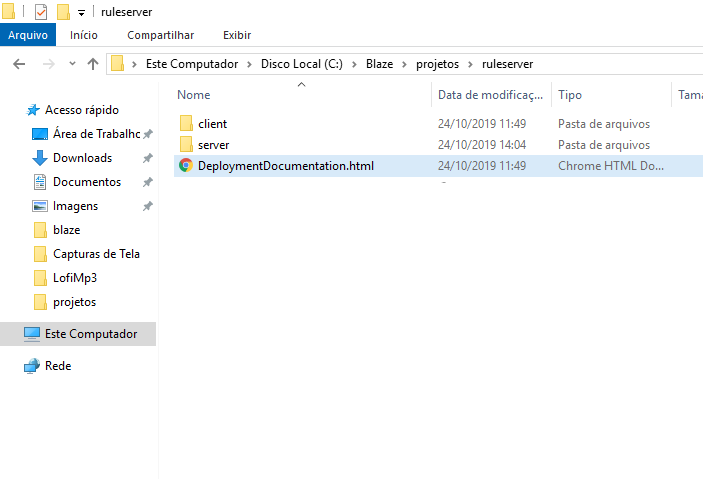 ruleserver
Arquivo Início Compartilhar Exibir
Este Computador Disco Local (C:) Blaze projetos ruleserver
Nome Data de modificaç... Tipo Tama
Acesso rápido
Área de Trabalho
Downloads
Documentos
Imagens
blaze
Capturas de Tela
LofiMp3
projetos
Este Computador
Rede
client 24/10/2019 11:49 Pasta de arquivos
server 24/10/2019 14:04 Pasta de arquivos
DeploymentDocumentation.html 24/10/2019 11:49 Chrome HTML Do...